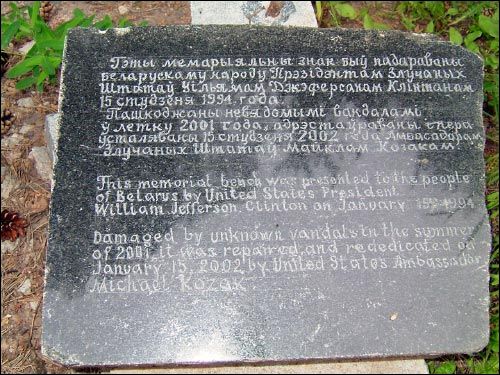 Гэты мемарыяльны знак быў падараваны
беларускаму народу Прэзідэнтам Злучаных
Штатаў Уільямам Джэферсанам Клінтанам
15 студзеня 1994 года.
Пашкоджаны невядомымі вандаламі
у летку 2001 года, адрэстаўраваны
15 студзеня 2002 года Амбасадарам
Злучаных Штатаў Майклам Козакам.
This memorial bench was presented to the people
of Belarus by United States President
William Jefferson Clinton on January 15th 1994.
Damaged by unknown vandals in the summer
of 2001, it was repaired and rededicated on
January 15, 2002 by United States Ambassador
Michael Kozak.